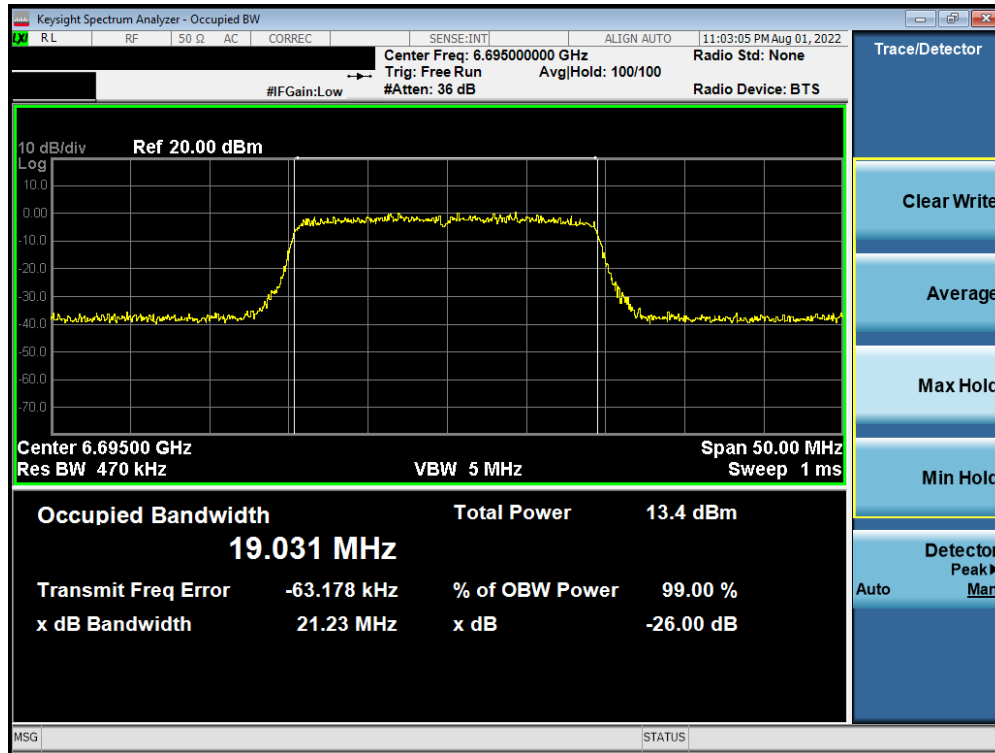 Keysight Spectrum Analyzer - Occupied BW
LXI RL RF 50 Ω AC CORREC SENSE:INT ALIGN AUTO 11:03:05 PM Aug 01, 2022
Center Freq: 6.695000000 GHz Radio Std: None
Trig: Free Run Avg|Hold: 100/100
#IFGain:Low #Atten: 36 dB Radio Device: BTS
Trace/Detector
10 dB/div Ref 20.00 dBm
Log
10.0
0.00
-10.0
-20.0
-30.0
-40.0
-50.0
-60.0
-70.0
Center 6.69500 GHz Span 50.00 MHz
Res BW 470 kHz VBW 5 MHz Sweep 1 ms
Occupied Bandwidth Total Power 13.4 dBm
19.031 MHz
Transmit Freq Error -63.178 kHz % of OBW Power 99.00 %
x dB Bandwidth 21.23 MHz x dB -26.00 dB
Clear Write
Average
Max Hold
Min Hold
Detector
Peak▶
Auto Man
MSG STATUS